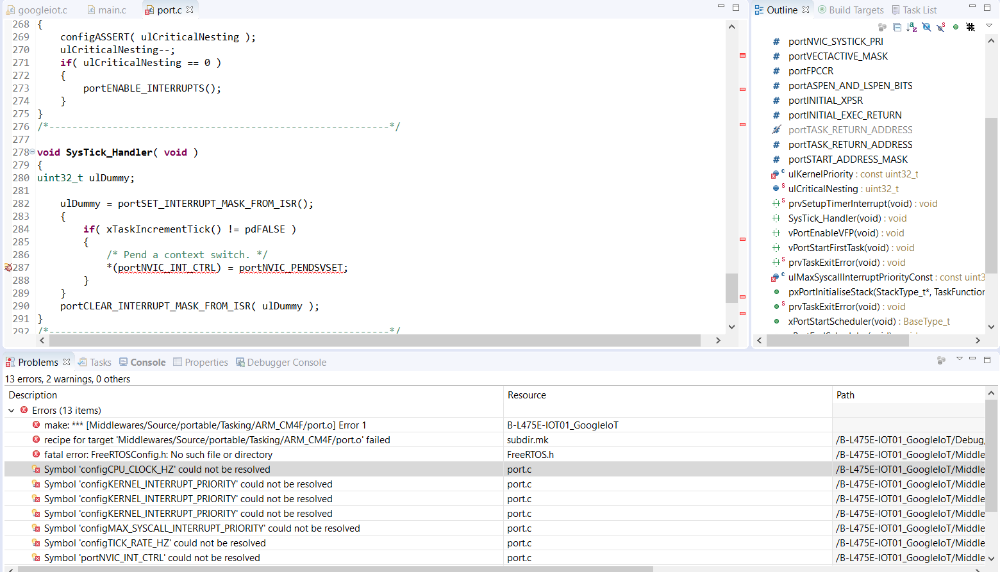 googleiot.c main.c port.c
268 {
269 configASSERT( ulCriticalNesting );
270 ulCriticalNesting--;
271 if( ulCriticalNesting == 0 )
272 {
273 portENABLE_INTERRUPTS();
274 }
275 }
276 /*-----------------------------------------------------------*/
277
278 void SysTick_Handler( void )
279 {
280 uint32_t ulDummy;
281
282 ulDummy = portSET_INTERRUPT_MASK_FROM_ISR();
283 {
284 if( xTaskIncrementTick() != pdFALSE )
285 {
286 /* Pend a context switch. */
287 *(portNVIC_INT_CTRL) = portNVIC_PENDSVSET;
288 }
289 }
290 portCLEAR_INTERRUPT_MASK_FROM_ISR( ulDummy );
291 }
292 /*-----------------------------------------------------------*/
Outline Build Targets Task List
# portNVIC_SYSTICK_PRI
# portVECTACTIVE_MASK
# portFPCCR
# portASPEN_AND_LSPEN_BITS
# portINITIAL_XPSR
# portINITIAL_EXEC_RETURN
# portTASK_RETURN_ADDRESS
# portTASK_RETURN_ADDRESS
# portSTART_ADDRESS_MASK
ulKernelPriority : const uint32_t
ulCriticalNesting : uint32_t
prvSetupTimerInterrupt(void) : void
SysTick_Handler(void) : void
vPortEnableVFP(void) : void
vPortStartFirstTask(void) : void
prvTaskExitError(void) : void
ulMaxSyscallInterruptPriorityConst : const uint3
pxPortInitialiseStack(StackType_t*, TaskFunction
prvTaskExitError(void) : void
xPortStartScheduler(void) : BaseType_t
Problems Tasks Console Properties Debugger Console
13 errors, 2 warnings, 0 others
Description Resource Path
Errors (13 items)
make: *** [Middlewares/Source/portable/Tasking/ARM_CM4F/port.o] Error 1 B-L475E-IOT01_GoogleIoT
recipe for target 'Middlewares/Source/portable/Tasking/ARM_CM4F/port.o' failed subdir.mk /B-L475E-IOT01_GoogleIoT/Debug,
fatal error: FreeRTOSConfig.h: No such file or directory FreeRTOS.h /B-L475E-IOT01_GoogleIoT/Middle
Symbol 'configCPU_CLOCK_HZ' could not be resolved port.c /B-L475E-IOT01_GoogleIoT/Middle
Symbol 'configKERNEL_INTERRUPT_PRIORITY' could not be resolved port.c /B-L475E-IOT01_GoogleIoT/Middle
Symbol 'configKERNEL_INTERRUPT_PRIORITY' could not be resolved port.c /B-L475E-IOT01_GoogleIoT/Middle
Symbol 'configKERNEL_INTERRUPT_PRIORITY' could not be resolved port.c /B-L475E-IOT01_GoogleIoT/Middle
Symbol 'configMAX_SYSCALL_INTERRUPT_PRIORITY' could not be resolved port.c /B-L475E-IOT01_GoogleIoT/Middle
Symbol 'configTICK_RATE_HZ' could not be resolved port.c /B-L475E-IOT01_GoogleIoT/Middle
Symbol 'portNVIC_INT_CTRL' could not be resolved port.c /B-L475E-IOT01_GoogleIoT/Middle